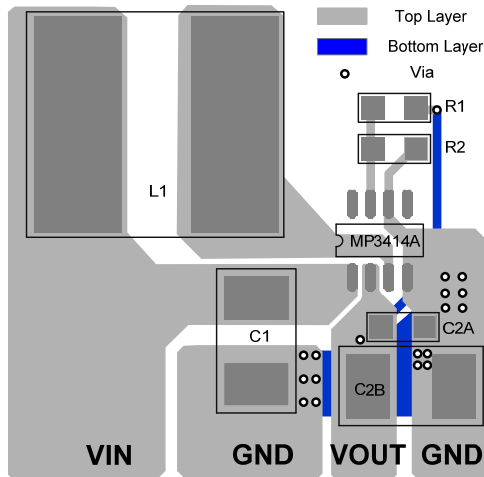 Top Layer
Bottom Layer
Via
R1
R2
L1
MP3414A
C1
C2A
C2B
VIN
GND
VOUT
GND